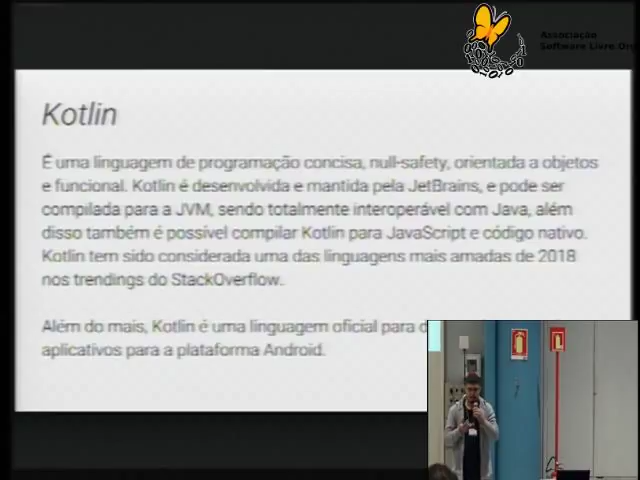 Associação
Software Livre.Or
Kotlin
É uma linguagem de programação concisa, null-safety, orientada a objetos
e funcional. Kotlin é desenvolvida e mantida pela JetBrains, e pode ser
compilada para a JVM, sendo totalmente interoperável com Java, além
disso também é possível compilar Kotlin para JavaScript e código nativo.
Kotlin tem sido considerada uma das linguagens mais amadas de 2018
nos trendings do StackOverflow.
Além do mais, Kotlin é uma linguagem oficial para d
aplicativos para a plataforma Android.